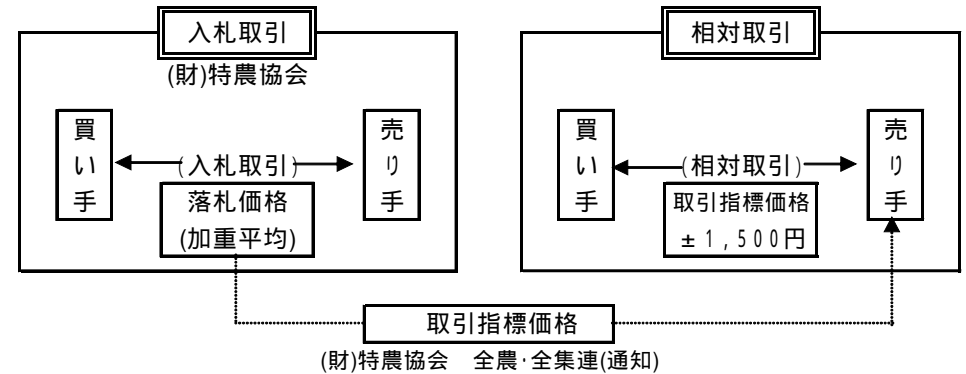 入札取引
(財)特農協会
買い手
(入札取引)
売り手
落札価格
(加重平均)
相対取引
買い手
(相対取引)
売り手
取引指標価格
±1,500円
取引指標価格
(財)特農協会　全農･全集連(通知)